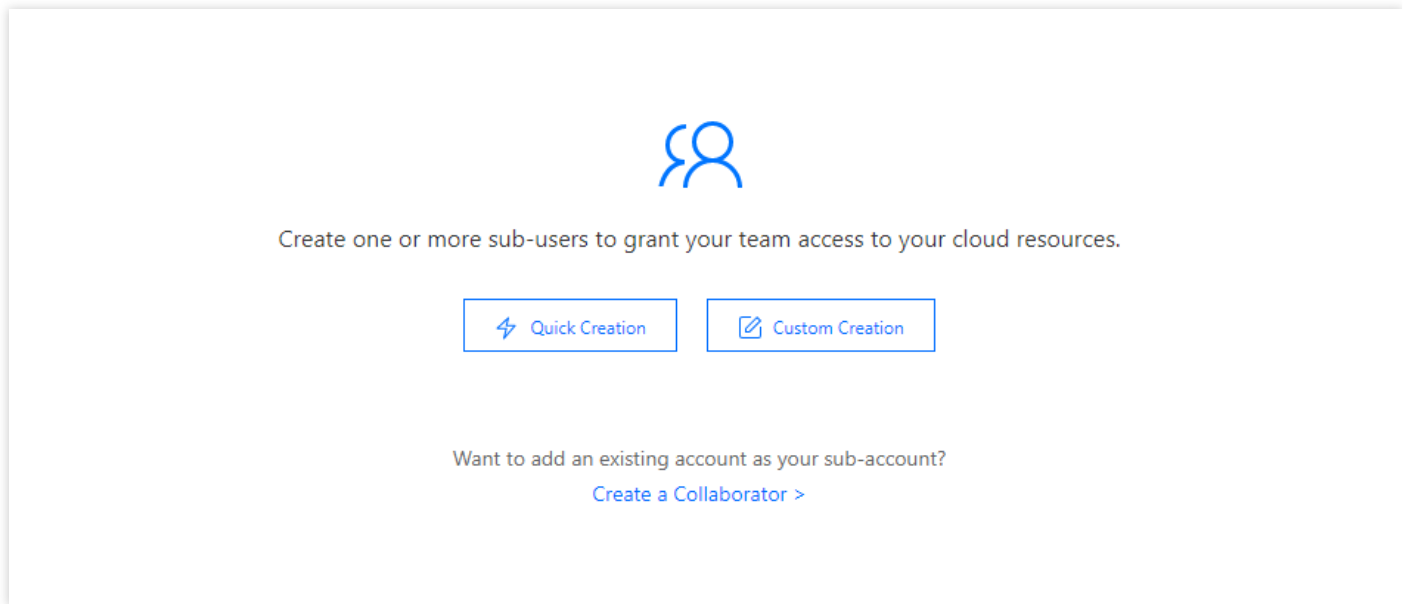 Create one or more sub-users to grant your team access to your cloud resources.
Quick Creation
Custom Creation
Want to add an existing account as your sub-account?
Create a Collaborator >